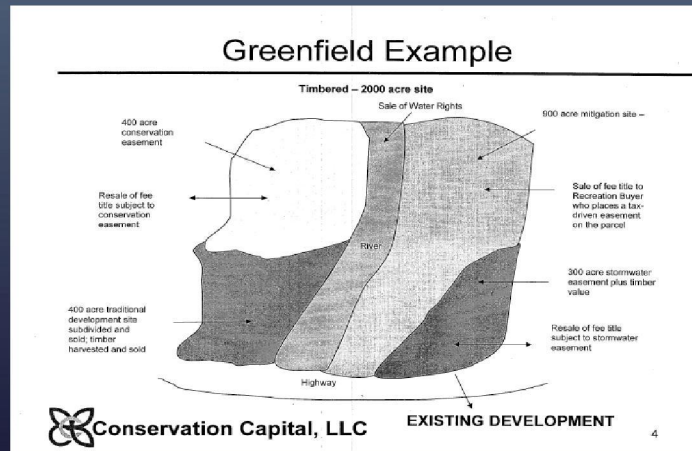 Greenfield Example
Timbered – 2000 acre site
Sale of Water Rights
900 acre mitigation site –
400 acre
conservation
easement
Resale of fee
title subject to
conservation
easement
Sale of fee title to
Recreation Buyer
who places a tax-
driven easement
on the parcel
River
300 acre stormwater
easement plus timber
value
400 acre traditional
development site
subdivided and
sold; timber
harvested and sold
Resale of fee title
subject to stormwater
easement
Highway
Conservation Capital, LLC
EXISTING DEVELOPMENT
4